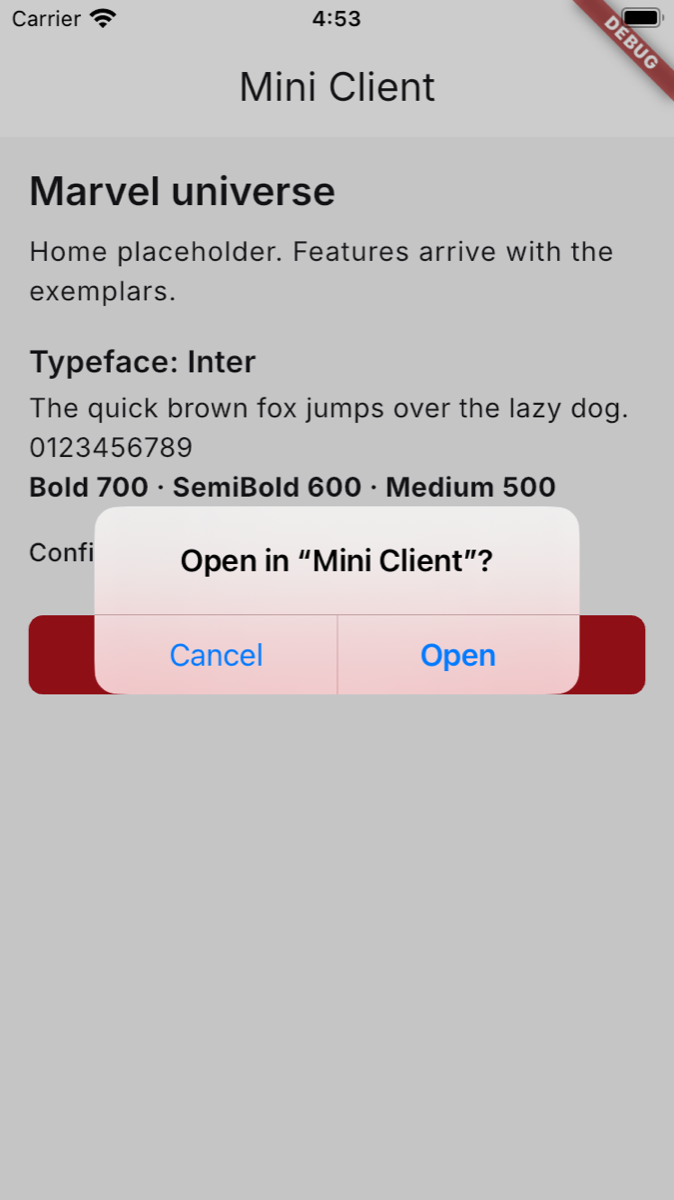 Carrier 4:53
DEBUG
Mini Client
Marvel universe
Home placeholder. Features arrive with the
exemplars.
Typeface: Inter
The quick brown fox jumps over the lazy dog.
0123456789
Bold 700 · SemiBold 600 · Medium 500
Open in “Mini Client”?
Cancel Open